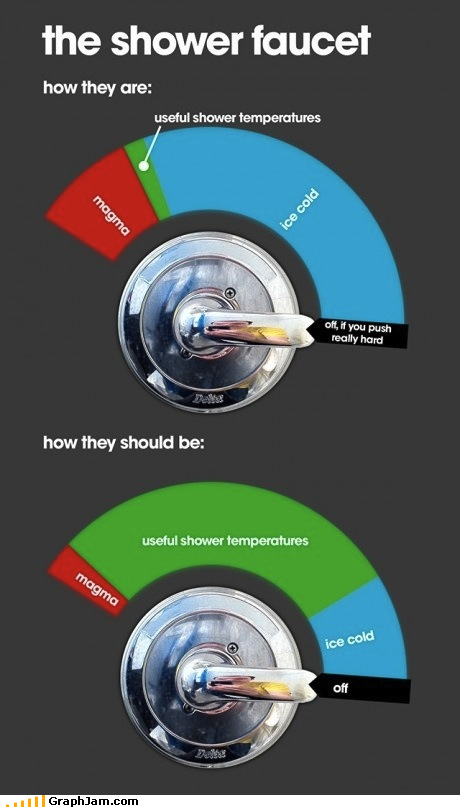 the shower faucet
how they are:
useful shower temperatures
magma
ice cold
off, if you push
really hard
Delta
how they should be:
useful shower temperatures
magma
ice cold
off
Delta
GraphJam.com